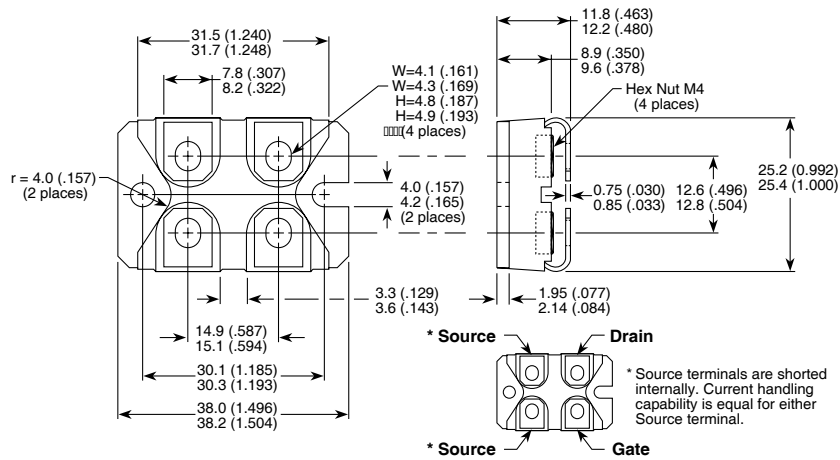 11.8 (.463)
12.2 (.480)
31.5 (1.240)
31.7 (1.248)
8.9 (.350)
9.6 (.378)
7.8 (.307)
8.2 (.322)
W=4.1 (.161)
W=4.3 (.169)
H=4.8 (.187)
H=4.9 (.193)
(4 places)
Hex Nut M4
(4 places)
r = 4.0 (.157)
(2 places)
4.0 (.157)
4.2 (.165)
(2 places)
0.75 (.030)
0.85 (.033)
12.6 (.496)
12.8 (.504)
25.2 (0.992)
25.4 (1.000)
3.3 (.129)
3.6 (.143)
1.95 (.077)
2.14 (.084)
14.9 (.587)
15.1 (.594)
30.1 (1.185)
30.3 (1.193)
38.0 (1.496)
38.2 (1.504)
* Source
Drain
* Source terminals are shorted
internally. Current handling
capability is equal for either
Source terminal.
* Source
Gate